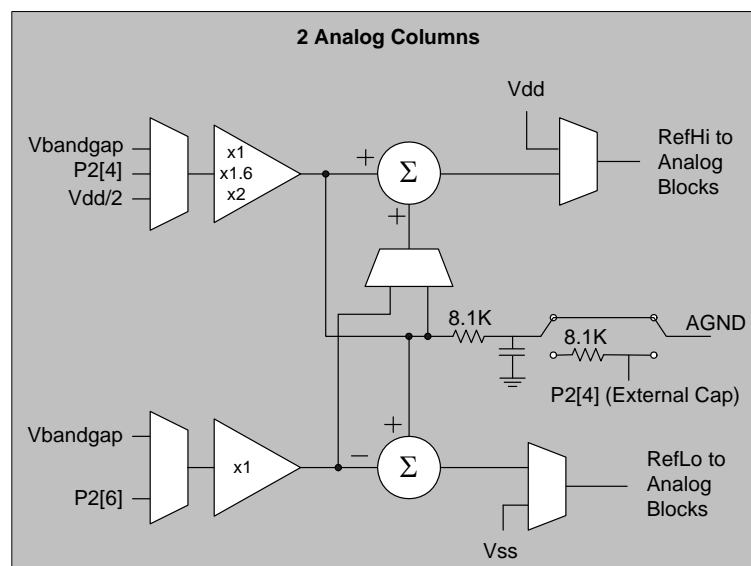 2 Analog Columns
Vdd
Vbandgap
P2[4]
Vdd/2
x1
x1.6
x2
+
Σ
+
RefHi to
Analog
Blocks
8.1K
8.1K
AGND
P2[4] (External Cap)
Vbandgap
P2[6]
x1
+
−
Σ
RefLo to
Analog
Blocks
Vss